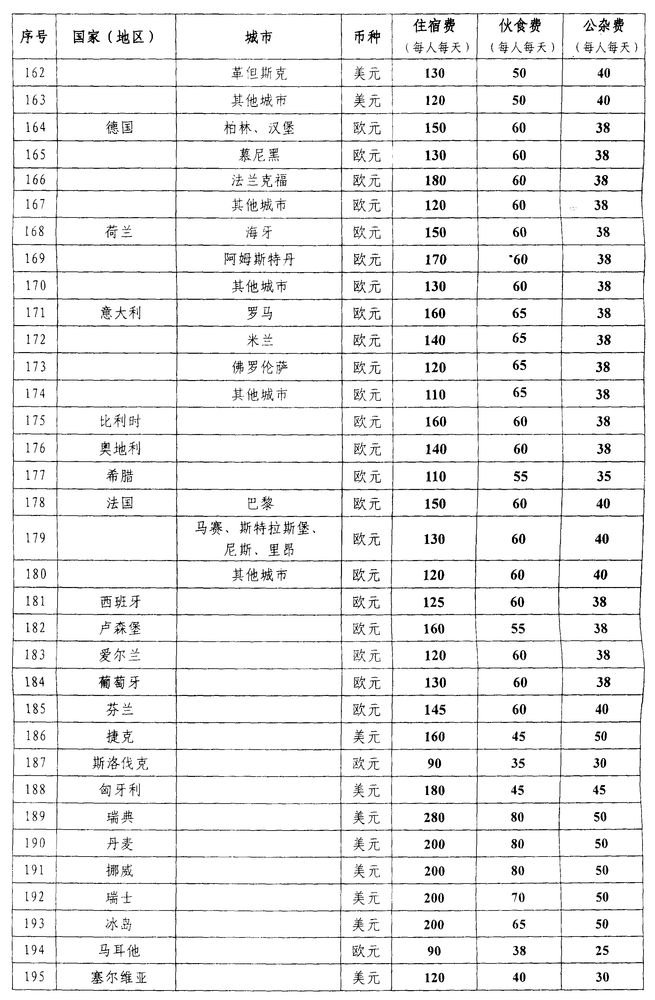 序号 国家（地区） 城市 币种 住宿费 伙食费 公杂费
（每人每天） （每人每天） （每人每天）
162 革但斯克 美元 130 50 40
163 其他城市 美元 120 50 40
164 德国 柏林、汉堡 欧元 150 60 38
165 慕尼黑 欧元 130 60 38
166 法兰克福 欧元 180 60 38
167 其他城市 欧元 120 60 38
168 荷兰 海牙 欧元 150 60 38
169 阿姆斯特丹 欧元 170 60 38
170 其他城市 欧元 130 60 38
171 意大利 罗马 欧元 160 65 38
172 米兰 欧元 140 65 38
173 佛罗伦萨 欧元 120 65 38
174 其他城市 欧元 110 65 38
175 比利时 欧元 160 60 38
176 奥地利 欧元 140 60 38
177 希腊 欧元 110 55 35
178 法国 巴黎 欧元 150 60 40
179 马赛、斯特拉斯堡、
尼斯、里昂 欧元 130 60 40
180 其他城市 欧元 120 60 40
181 西班牙 欧元 125 60 38
182 卢森堡 欧元 160 55 38
183 爱尔兰 欧元 120 60 38
184 葡萄牙 欧元 130 60 38
185 芬兰 欧元 145 60 40
186 捷克 美元 160 45 50
187 斯洛伐克 欧元 90 35 30
188 匈牙利 美元 180 45 45
189 瑞典 美元 280 80 50
190 丹麦 美元 200 80 50
191 挪威 美元 200 80 50
192 瑞士 美元 200 70 50
193 冰岛 美元 200 65 50
194 马耳他 欧元 90 38 25
195 塞尔维亚 美元 120 40 30